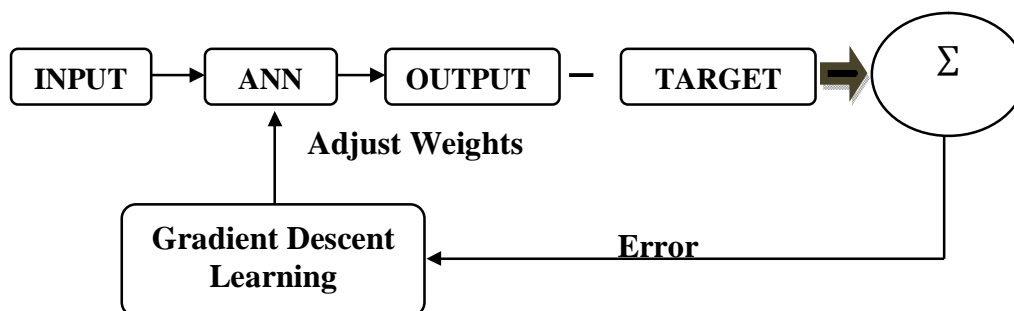 INPUT
ANN
OUTPUT
–
TARGET
Σ
Adjust Weights
Gradient Descent
Learning
Error